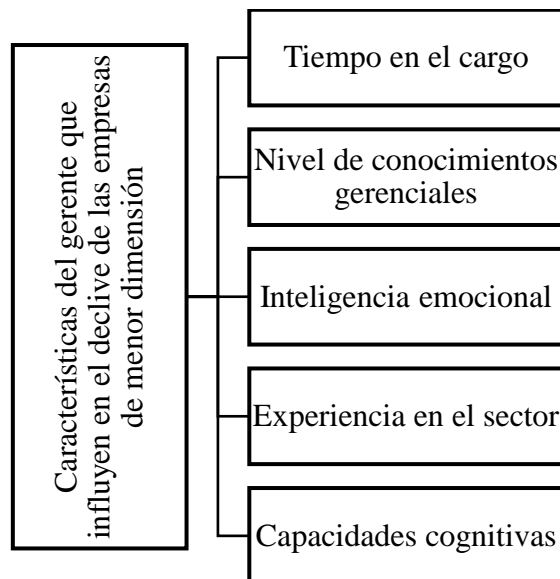 Características del gerente que
influyen en el declive de las empresas
de menor dimensión
Tiempo en el cargo
Nivel de conocimientos
gerenciales
Inteligencia emocional
Experiencia en el sector
Capacidades cognitivas